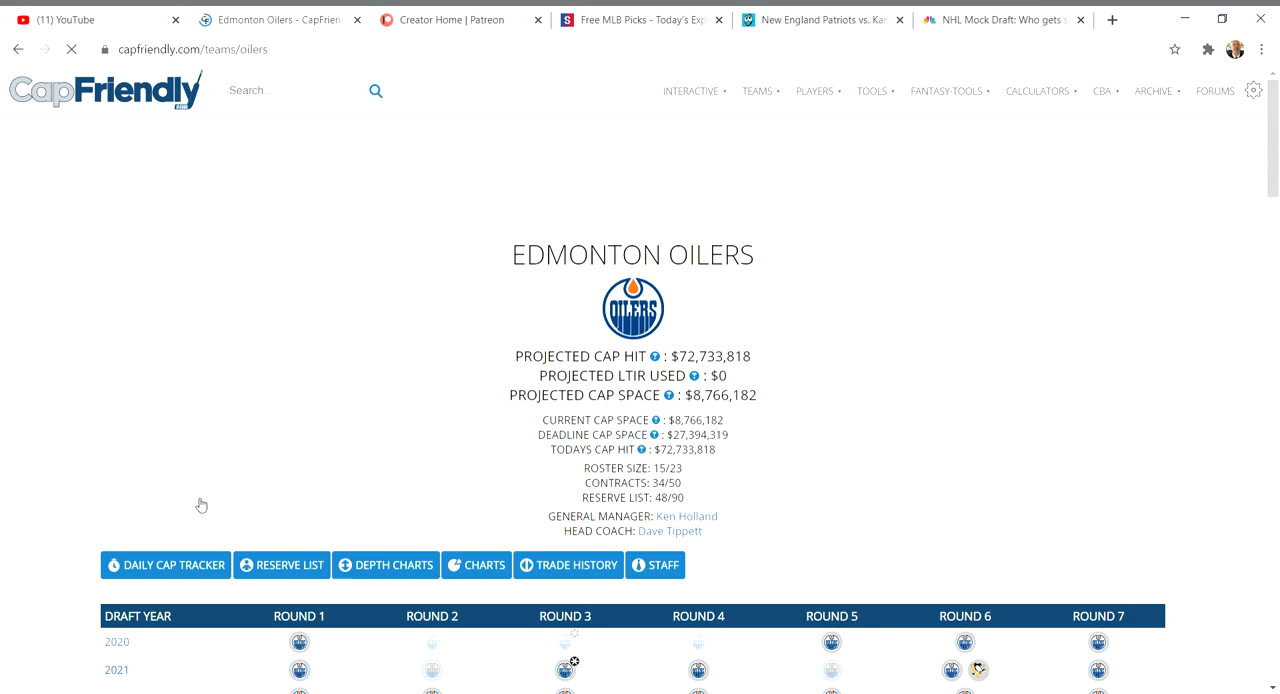 (11) YouTube
Edmonton Oilers - CapFrien
Creator Home | Patreon
Free MLB Picks - Today's Exp
New England Patriots vs. Kan
NHL Mock Draft: Who gets s
capfriendly.com/teams/oilers
CapFriendly
Search...
INTERACTIVE
TEAMS
PLAYERS
TOOLS
FANTASY-TOOLS
CALCULATORS
CBA
ARCHIVE
FORUMS
EDMONTON OILERS
OILERS
PROJECTED CAP HIT ? : $72,733,818
PROJECTED LTIR USED ? : $0
PROJECTED CAP SPACE ? : $8,766,182
CURRENT CAP SPACE ? : $8,766,182
DEADLINE CAP SPACE ? : $27,394,319
TODAYS CAP HIT ? : $72,733,818
ROSTER SIZE: 15/23
CONTRACTS: 34/50
RESERVE LIST: 48/90
GENERAL MANAGER: Ken Holland
HEAD COACH: Dave Tippett
DAILY CAP TRACKER
RESERVE LIST
DEPTH CHARTS
CHARTS
TRADE HISTORY
STAFF
DRAFT YEAR ROUND 1 ROUND 2 ROUND 3 ROUND 4 ROUND 5 ROUND 6 ROUND 7
2020
2021